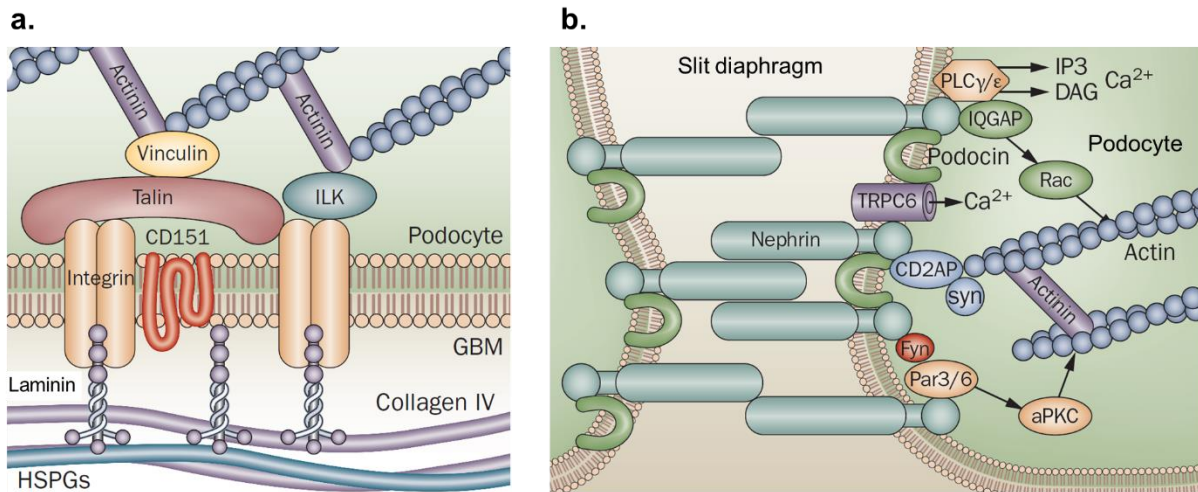 a.
Actinin
Actinin
Vinculin
Talin
ILK
CD151
Podocyte
Integrin
GBM
Laminin
Collagen IV
HSPGs
b.
Slit diaphragm
PLCγ/ε
IP3
DAG
Ca²⁺
IQGAP
Podocin
Podocyte
Rac
TRPC6
Ca²⁺
Nephrin
Actin
CD2AP
syn
Actinin
Fyn
Par3/6
aPKC